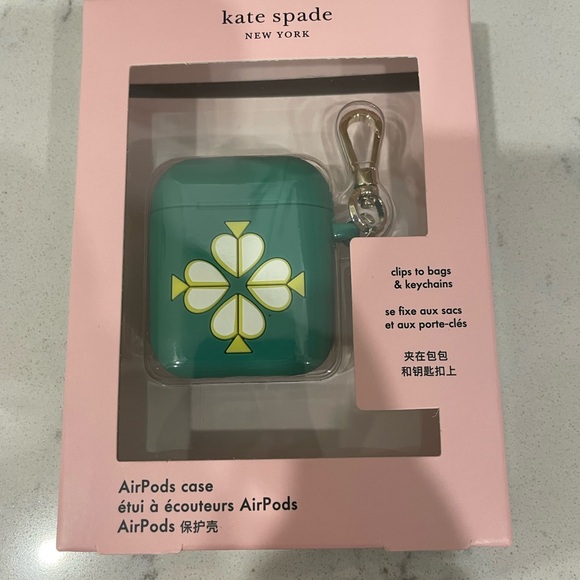 kate spade
NEW YORK
clips to bags
& keychains
se fixe aux sacs
et aux porte-clés
夹在包包
和钥匙扣上
AirPods case
étui à écouteurs AirPods
AirPods 保护壳